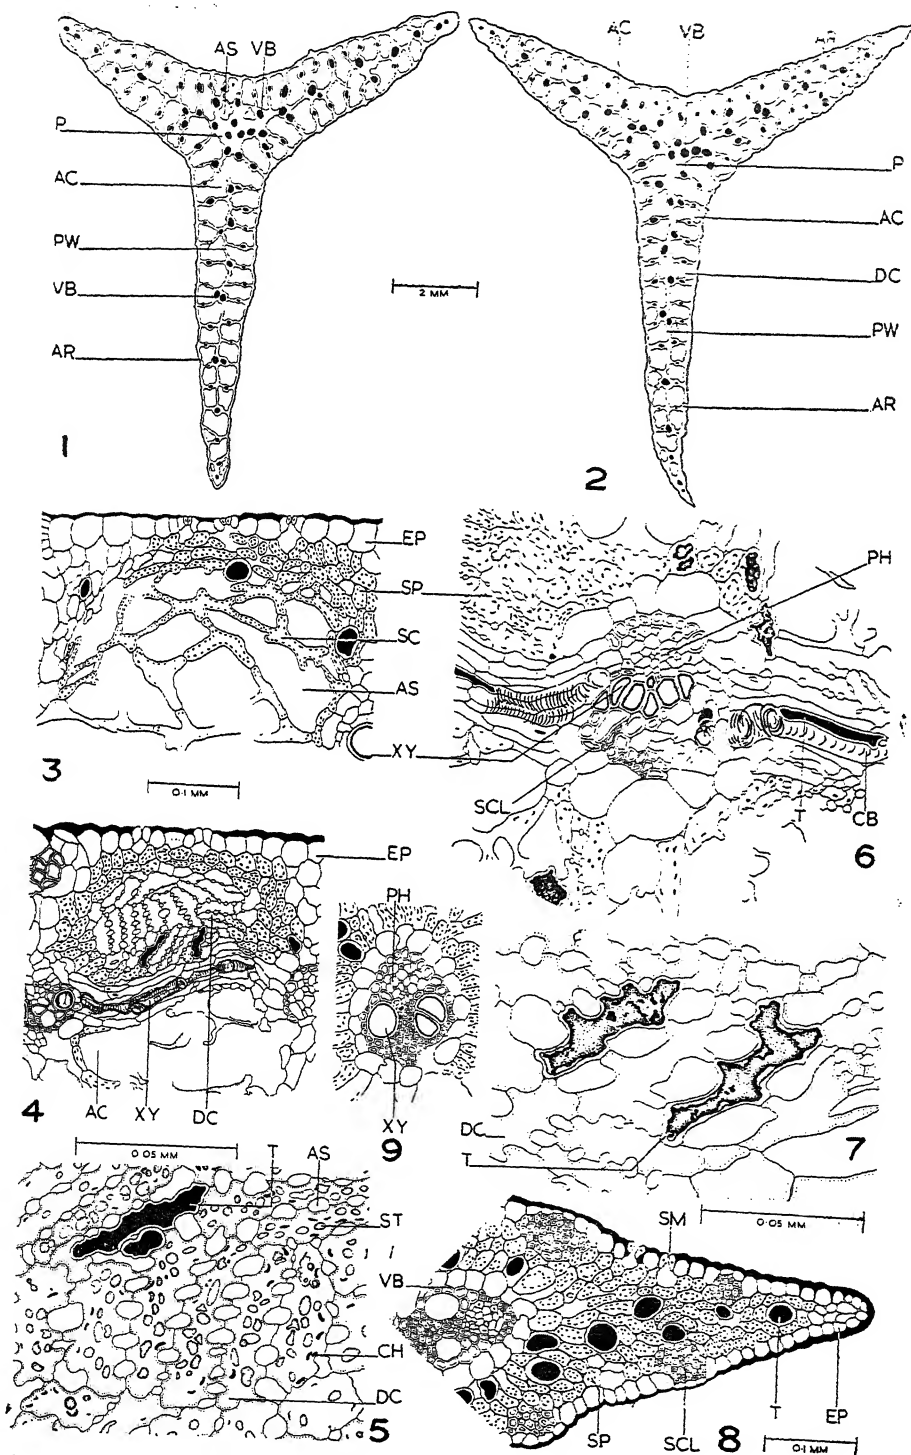 AS VB
P
AC
PW
VB
AR
1
2 MM
AC VB AR
P
AC
DC
PW
AR
2
EP
SP
SC
AS
XY
3
0.1 MM
PH
SCL
T CB
6
EP
AC XY DC
4
0.05 MM
PH
XY
9
DC
T
7
0.05 MM
T AS
ST
CH
DC
5
VB
SM
SP SCL T EP
8
0.1 MM